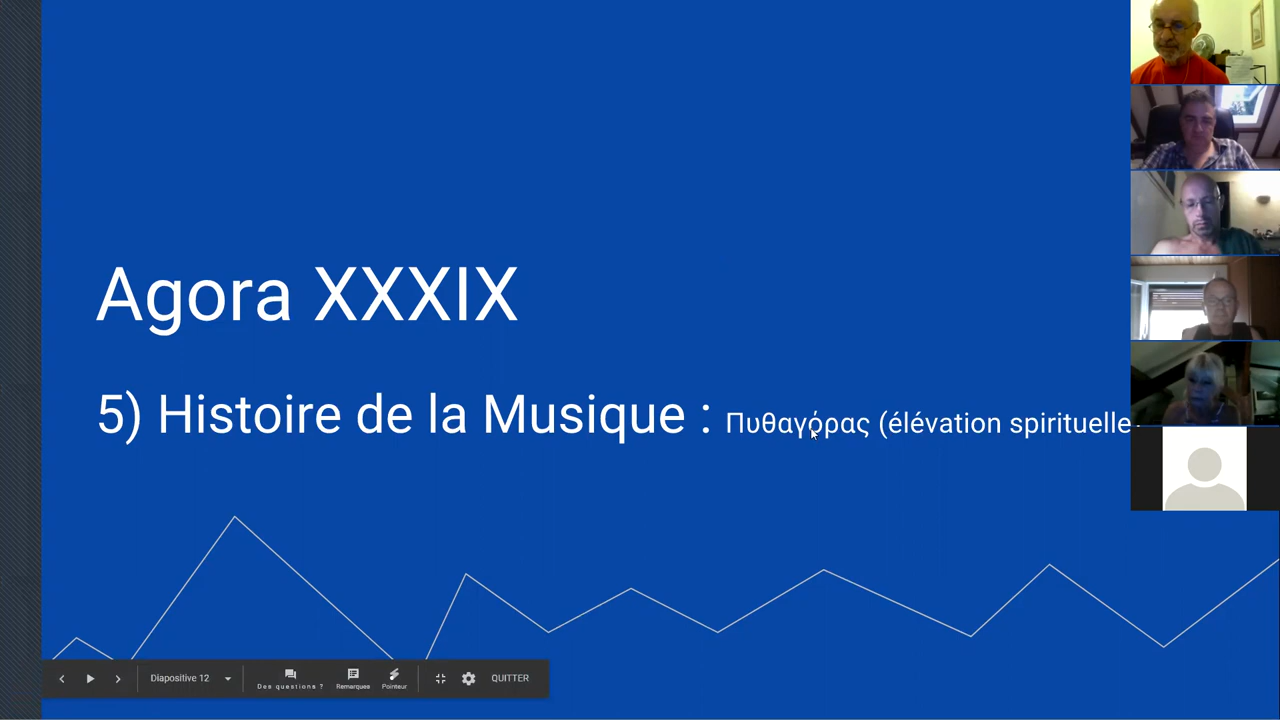 Agora XXXIX
5) Histoire de la Musique : Πυθαγόρας (élévation spirituelle
Diapositive 12
Des questions ?
Remarques
Pointeur
QUITTER